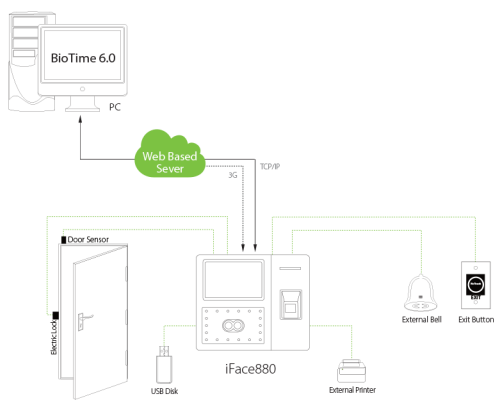 BioTime 6.0
PC
Web Based
Sever
3G
TCP/IP
Door Sensor
Electric Lock
EXIT
External Bell
Exit Button
iFace880
USB Disk
External Printer